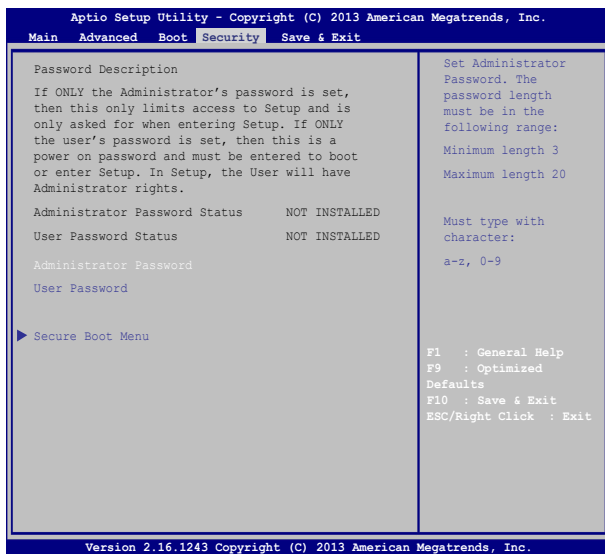 Aptio Setup Utility - Copyright (C) 2013 American Megatrends, Inc.
Main Advanced Boot Security Save & Exit
Password Description
If ONLY the Administrator's password is set,
then this only limits access to Setup and is
only asked for when entering Setup. If ONLY
the user's password is set, then this is a
power on password and must be entered to boot
or enter Setup. In Setup, the User will have
Administrator rights.
Administrator Password Status NOT INSTALLED
User Password Status NOT INSTALLED
Administrator Password
User Password
Secure Boot Menu
Set Administrator
Password. The
password length
must be in the
following range:
Minimum length 3
Maximum length 20
Must type with
character:
a-z, 0-9
F1 : General Help
F9 : Optimized
Defaults
F10 : Save & Exit
ESC/Right Click : Exit
Version 2.16.1243 Copyright (C) 2013 American Megatrends, Inc.